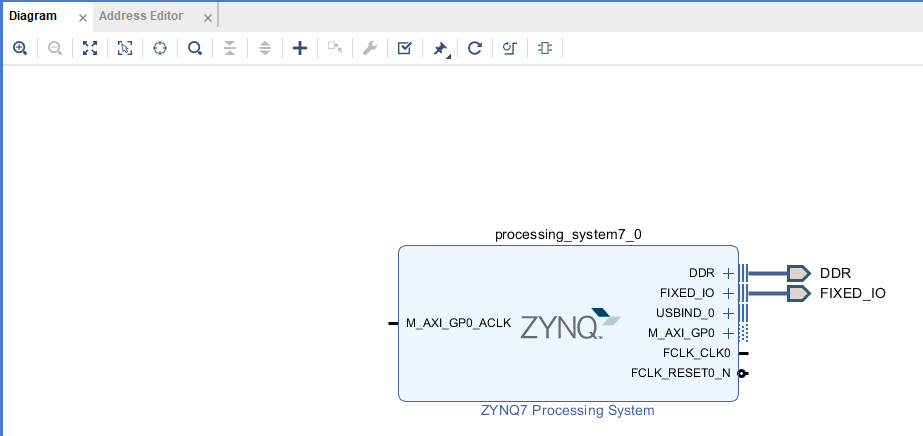 Diagram
Address Editor
processing_system7_0
DDR
FIXED_IO
USBIND_0
M_AXI_GP0
FCLK_CLK0
FCLK_RESET0_N
M_AXI_GP0_ACLK
ZYNQ
DDR
FIXED_IO
ZYNQ7 Processing System